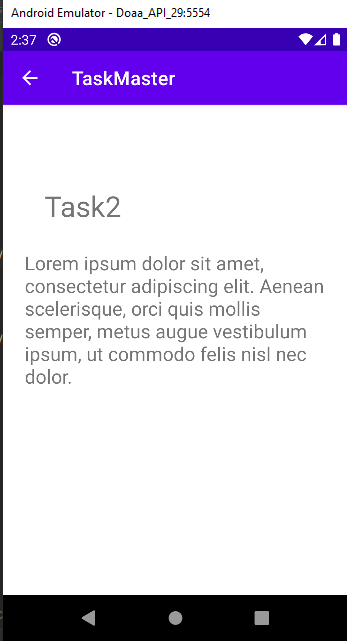 Android Emulator - Doaa_API_29:5554
2:37
TaskMaster
Task2
Lorem ipsum dolor sit amet,
consectetur adipiscing elit. Aenean
scelerisque, orci quis mollis
semper, metus augue vestibulum
ipsum, ut commodo felis nisl nec
dolor.